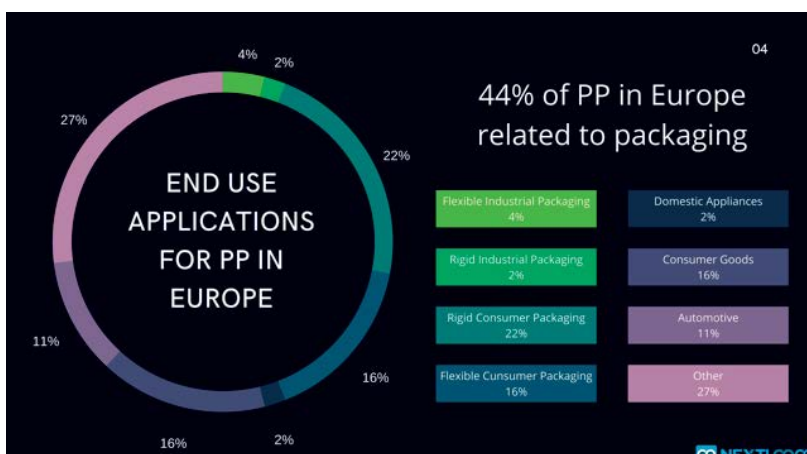 04
44% of PP in Europe
related to packaging
4%
2%
22%
16%
2%
16%
11%
27%
END USE
APPLICATIONS
FOR PP IN
EUROPE
Flexible Industrial Packaging
4%
Domestic Appliances
2%
Rigid Industrial Packaging
2%
Consumer Goods
16%
Rigid Consumer Packaging
22%
Automotive
11%
Flexible Cunsumer Packaging
16%
Other
27%